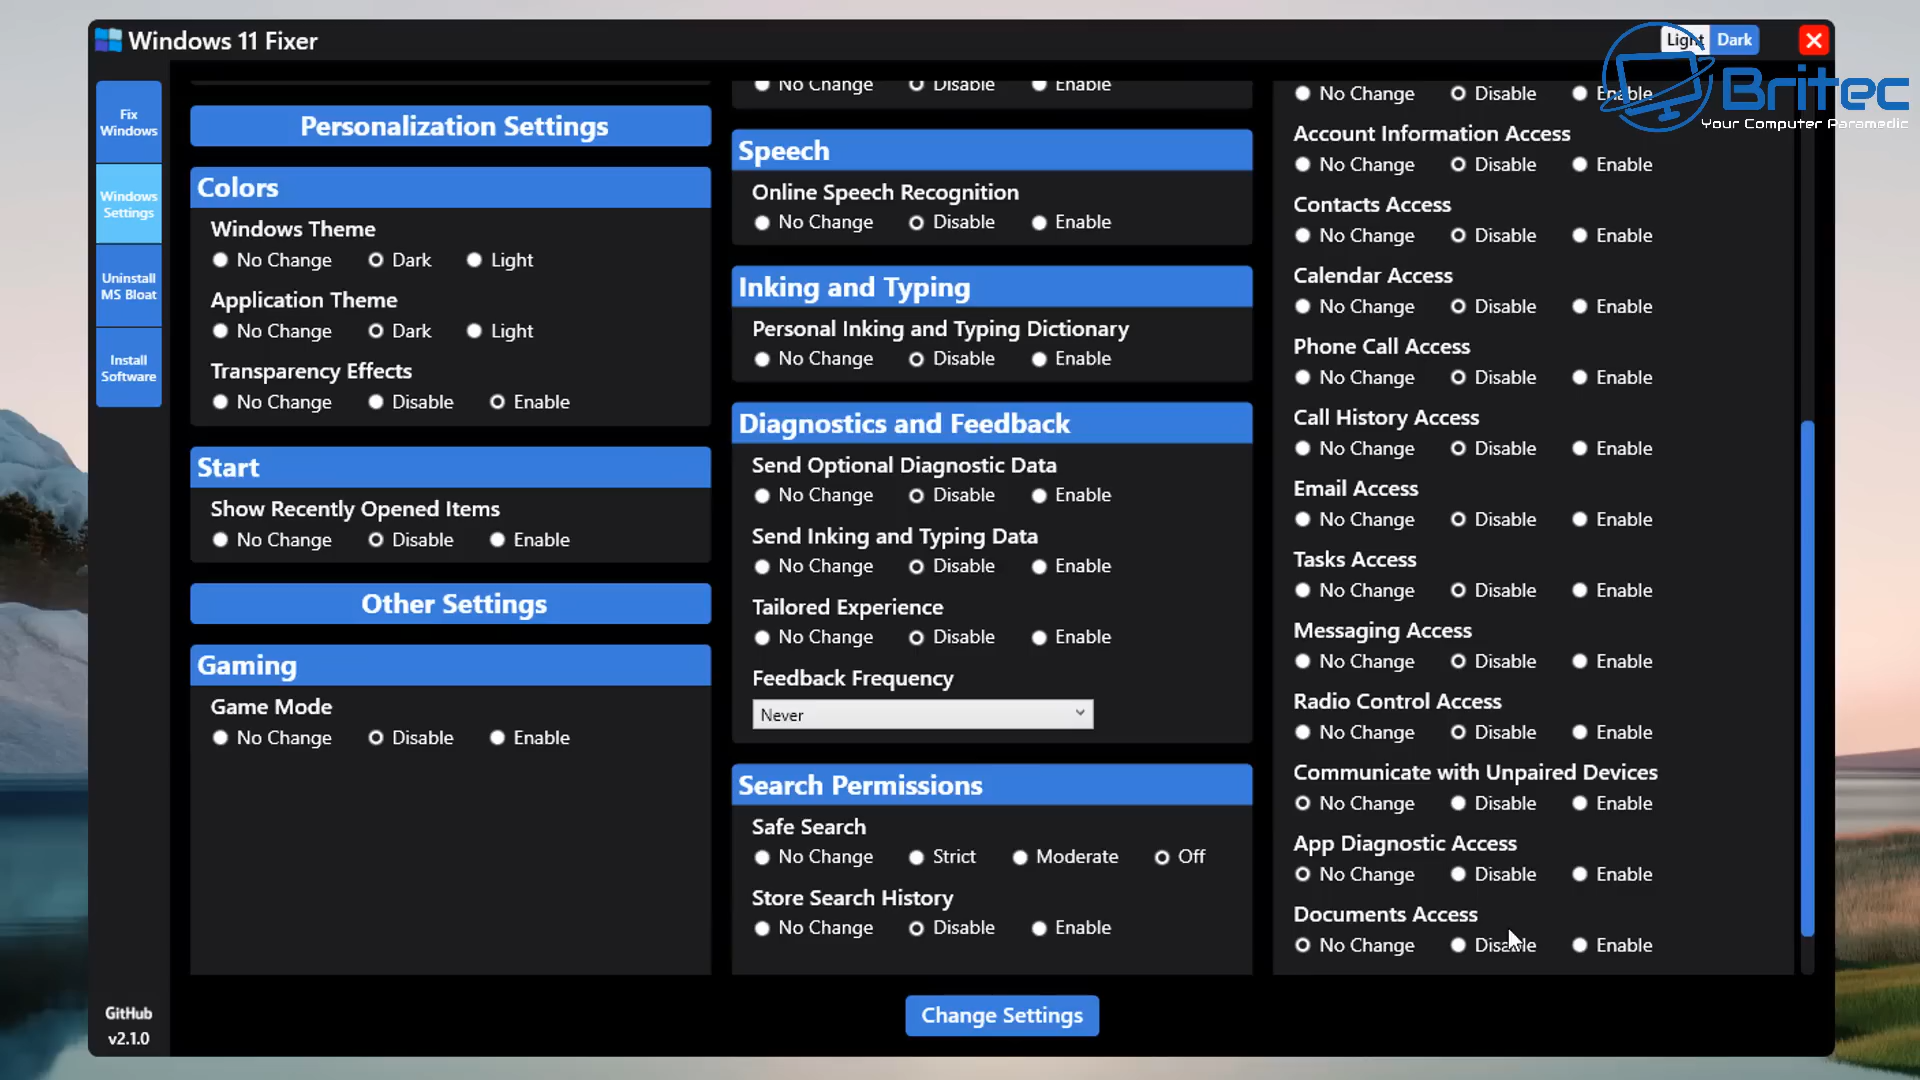 Windows 11 Fixer
Light Dark
Britec
Your Computer Paramedic
Fix
Windows
Windows
Settings
Uninstall
MS Bloat
Install
Software
GitHub
v2.1.0
Personalization Settings
Colors
Windows Theme
No Change Dark Light
Application Theme
No Change Dark Light
Transparency Effects
No Change Disable Enable
Start
Show Recently Opened Items
No Change Disable Enable
Other Settings
Gaming
Game Mode
No Change Disable Enable
No Change Disable Enable
Speech
Online Speech Recognition
No Change Disable Enable
Inking and Typing
Personal Inking and Typing Dictionary
No Change Disable Enable
Diagnostics and Feedback
Send Optional Diagnostic Data
No Change Disable Enable
Send Inking and Typing Data
No Change Disable Enable
Tailored Experience
No Change Disable Enable
Feedback Frequency
Never
Search Permissions
Safe Search
No Change Strict Moderate Off
Store Search History
No Change Disable Enable
No Change Disable Enable
Account Information Access
No Change Disable Enable
Contacts Access
No Change Disable Enable
Calendar Access
No Change Disable Enable
Phone Call Access
No Change Disable Enable
Call History Access
No Change Disable Enable
Email Access
No Change Disable Enable
Tasks Access
No Change Disable Enable
Messaging Access
No Change Disable Enable
Radio Control Access
No Change Disable Enable
Communicate with Unpaired Devices
No Change Disable Enable
App Diagnostic Access
No Change Disable Enable
Documents Access
No Change Disable Enable
Change Settings